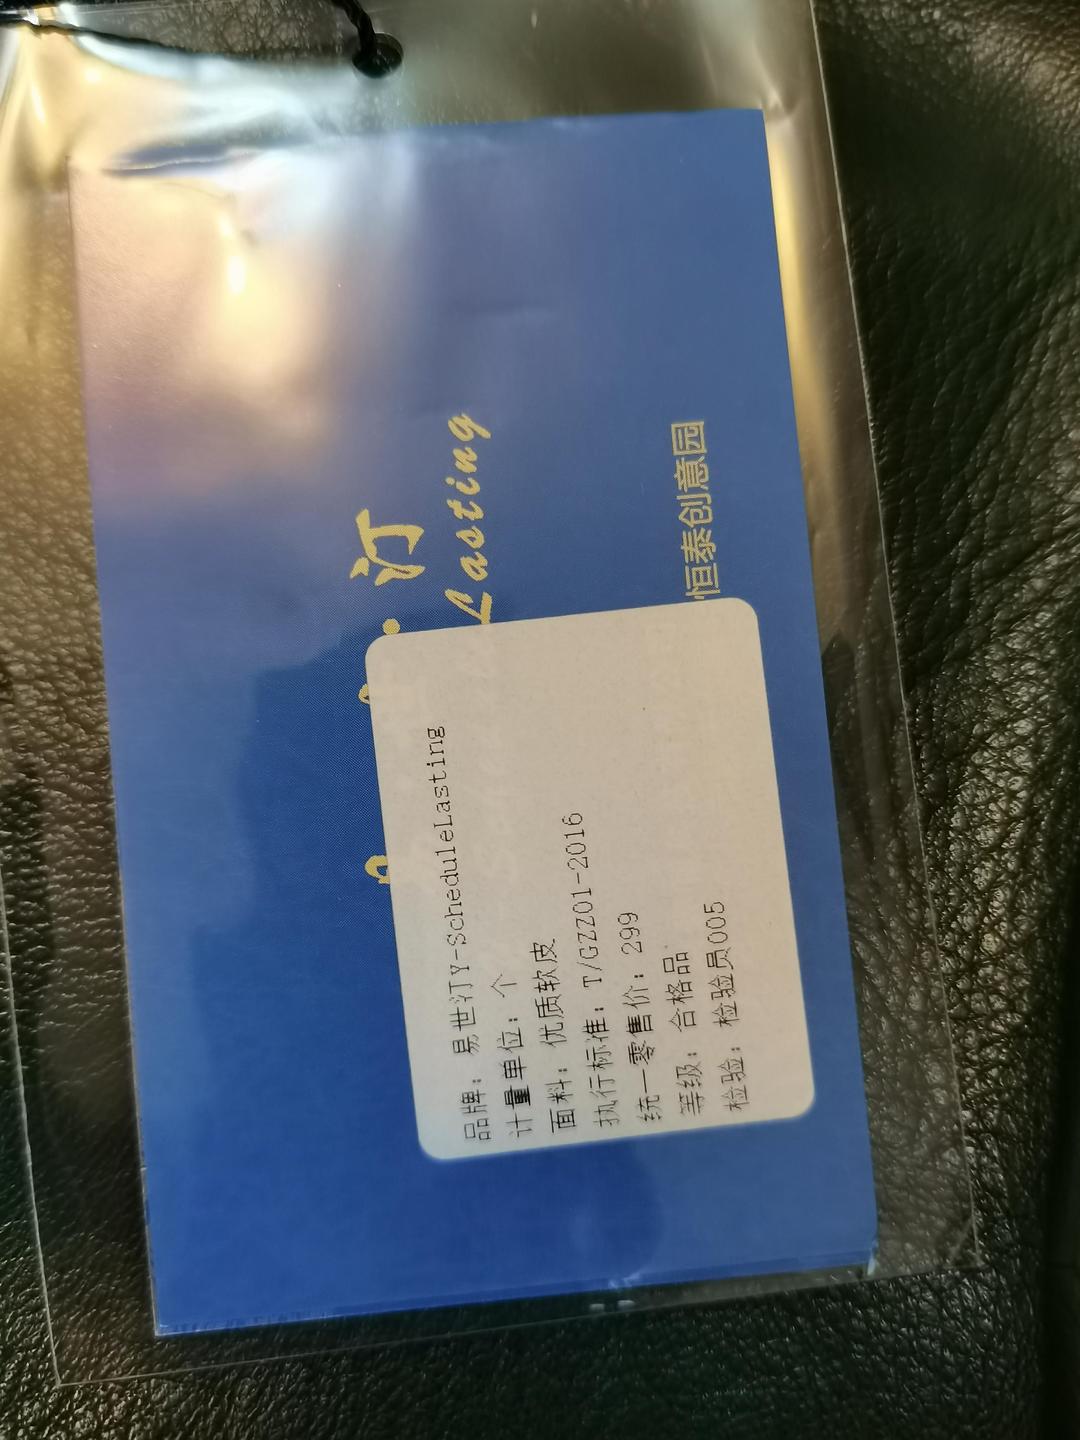 汀
Lasting
恒泰创意园
品牌：易世汀Y-ScheduleLasting
计量单位：个
面料：优质软皮
执行标准：T/GZZ01-2016
统一零售价：299
等级：合格品
检验：检验员005